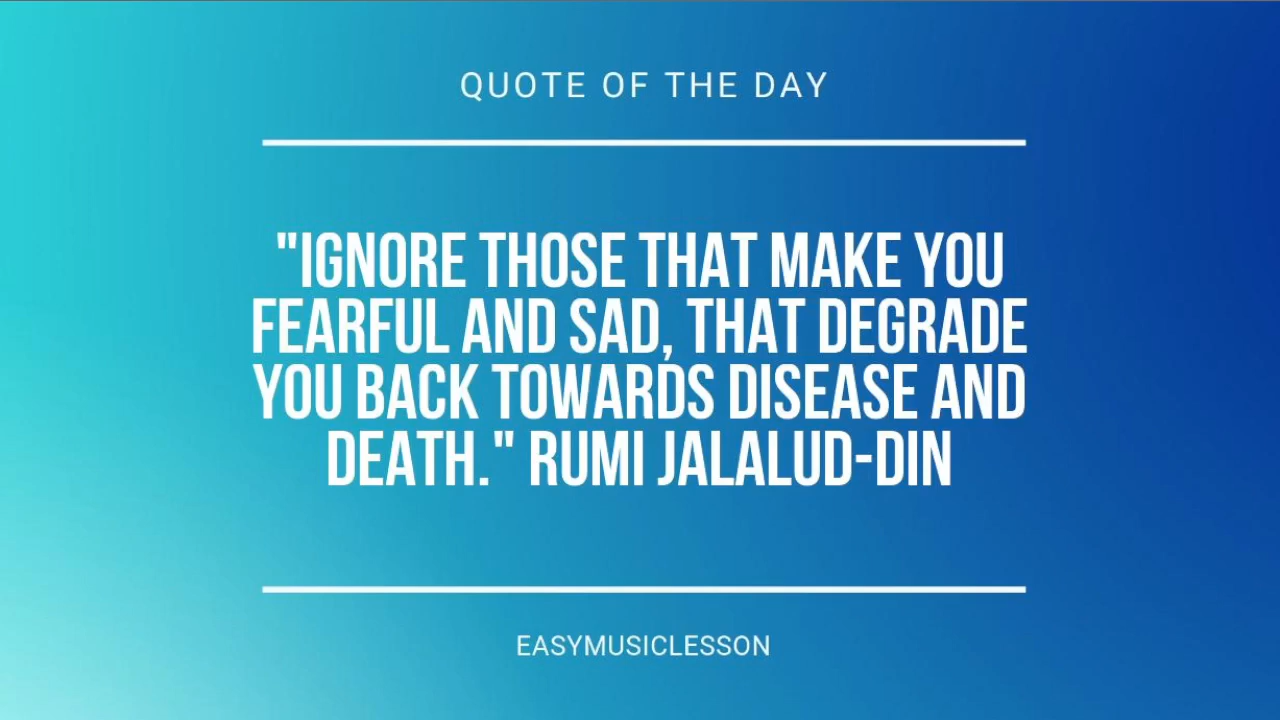 QUOTE OF THE DAY
"IGNORE THOSE THAT MAKE YOU
FEARFUL AND SAD, THAT DEGRADE
YOU BACK TOWARDS DISEASE AND
DEATH." RUMI JALALUD-DIN
EASYMUSICLESSON